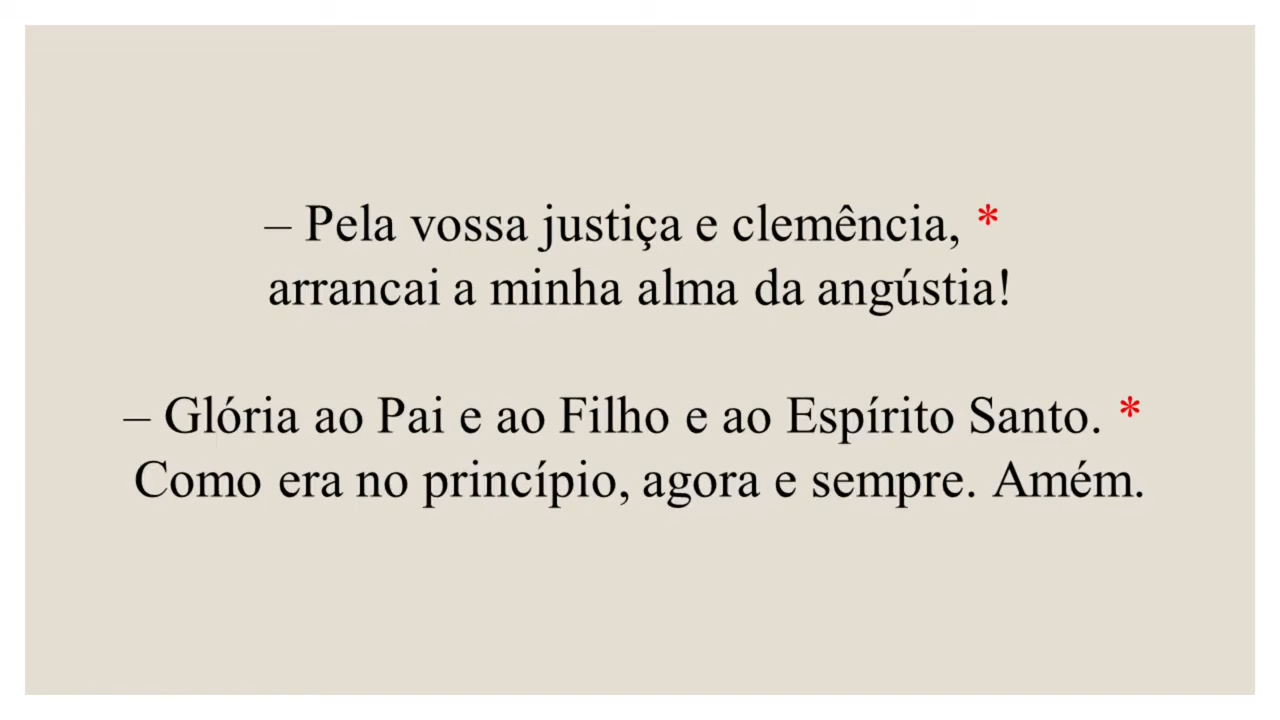 – Pela vossa justiça e clemência, *
arrancai a minha alma da angústia!
– Glória ao Pai e ao Filho e ao Espírito Santo. *
Como era no princípio, agora e sempre. Amém.